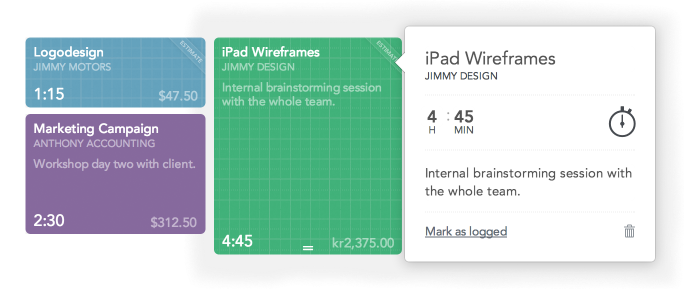 Logodesign
ESTIMATE
JIMMY MOTORS
1:15 $47.50
Marketing Campaign
ANTHONY ACCOUNTING
Workshop day two with client.
2:30 $312.50
iPad Wireframes
ESTIMATE
JIMMY DESIGN
Internal brainstorming session
with the whole team.
4:45 kr2,375.00
iPad Wireframes
JIMMY DESIGN
4 : 45
H MIN
Internal brainstorming session with
the whole team.
Mark as logged